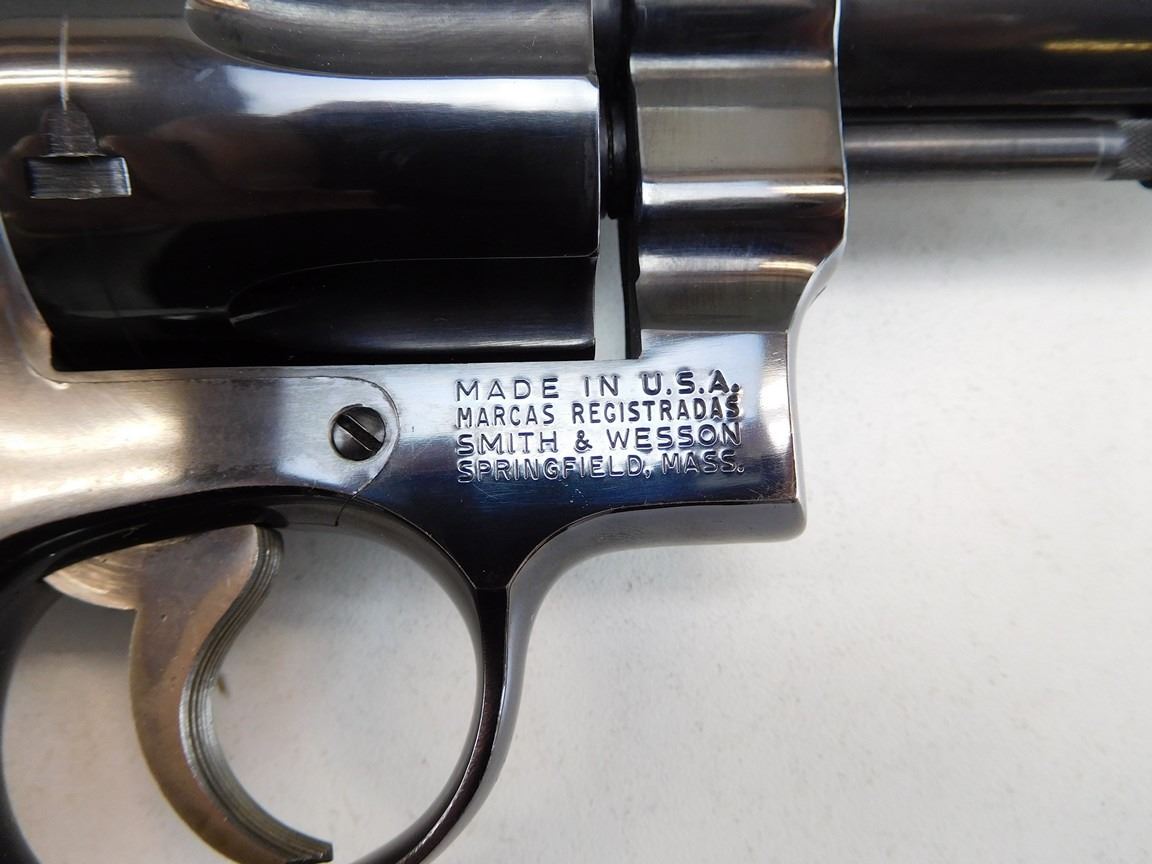 MADE IN U.S.A.
MARCAS REGISTRADAS
SMITH & WESSON
SPRINGFIELD, MASS.